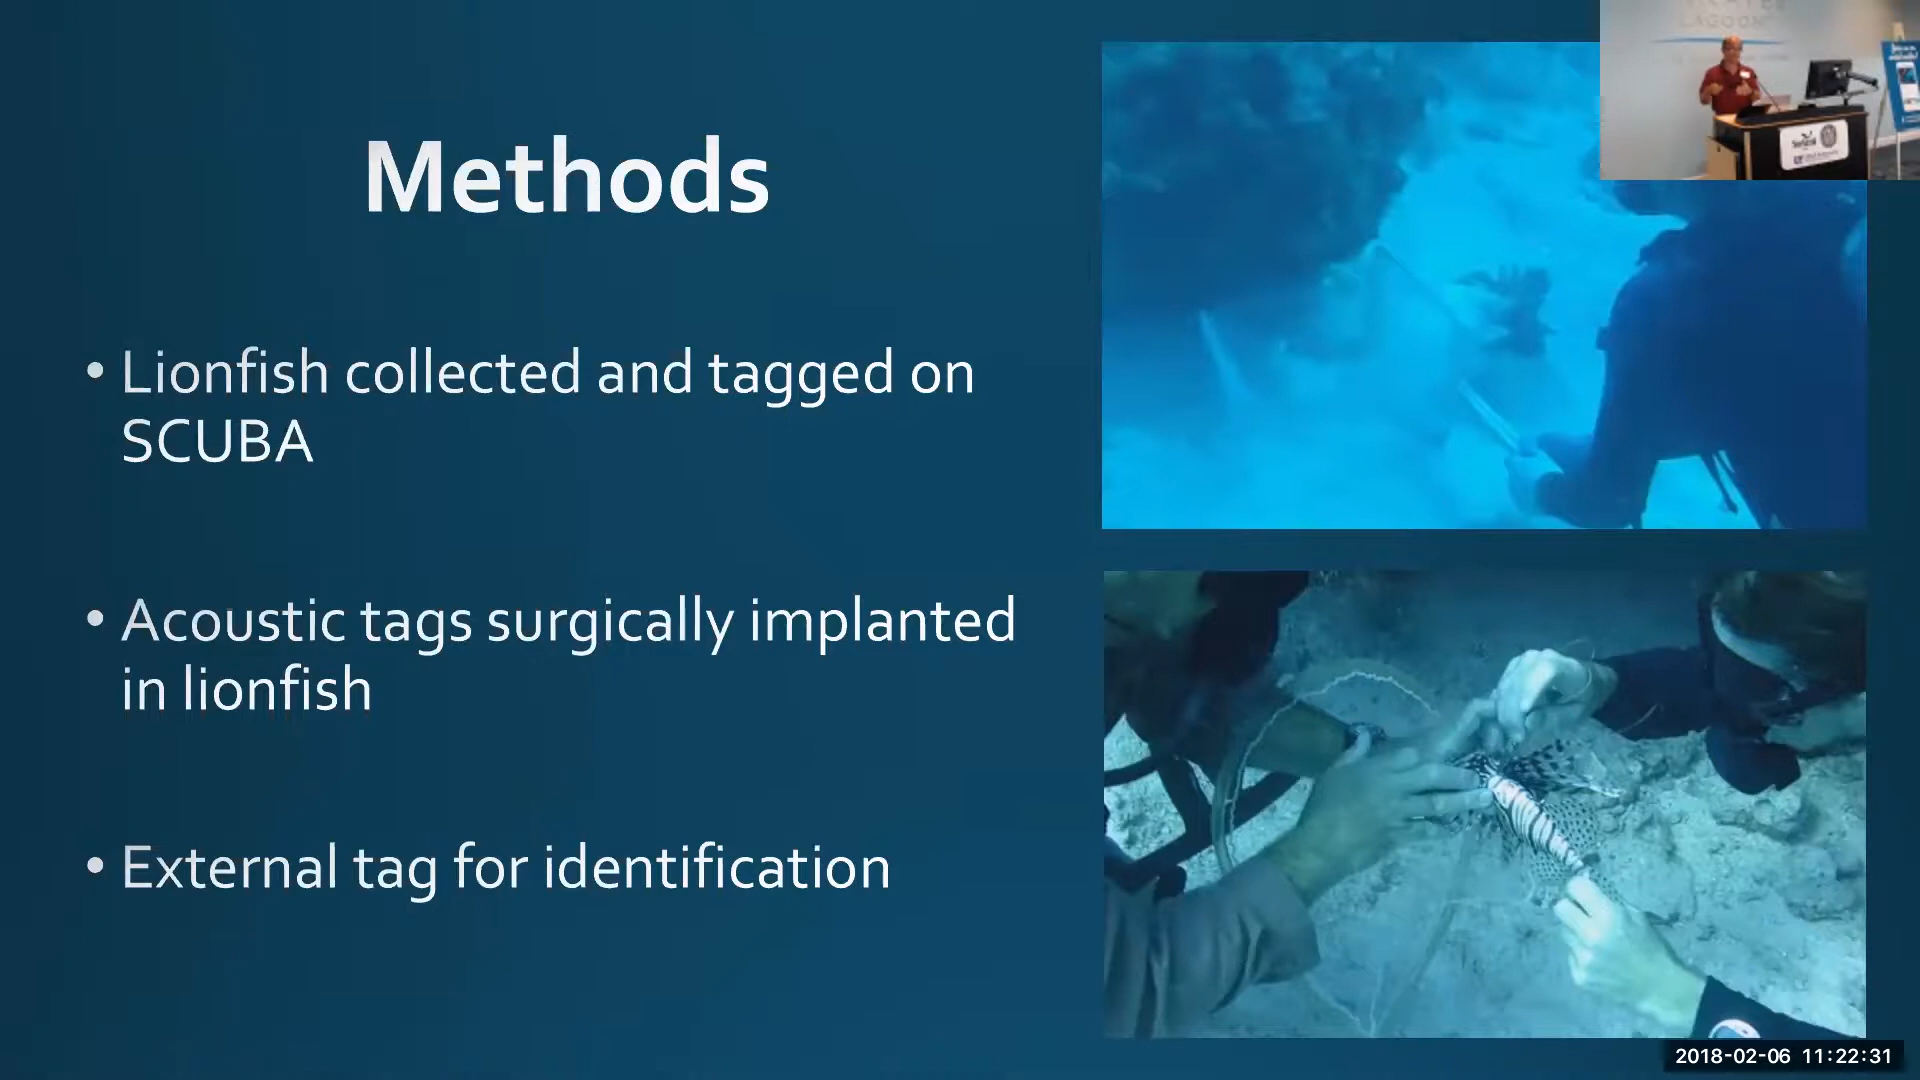 LAGOON
Methods
• Lionfish collected and tagged on
SCUBA
• Acoustic tags surgically implanted
in lionfish
• External tag for identification
2018-02-06 11:22:31